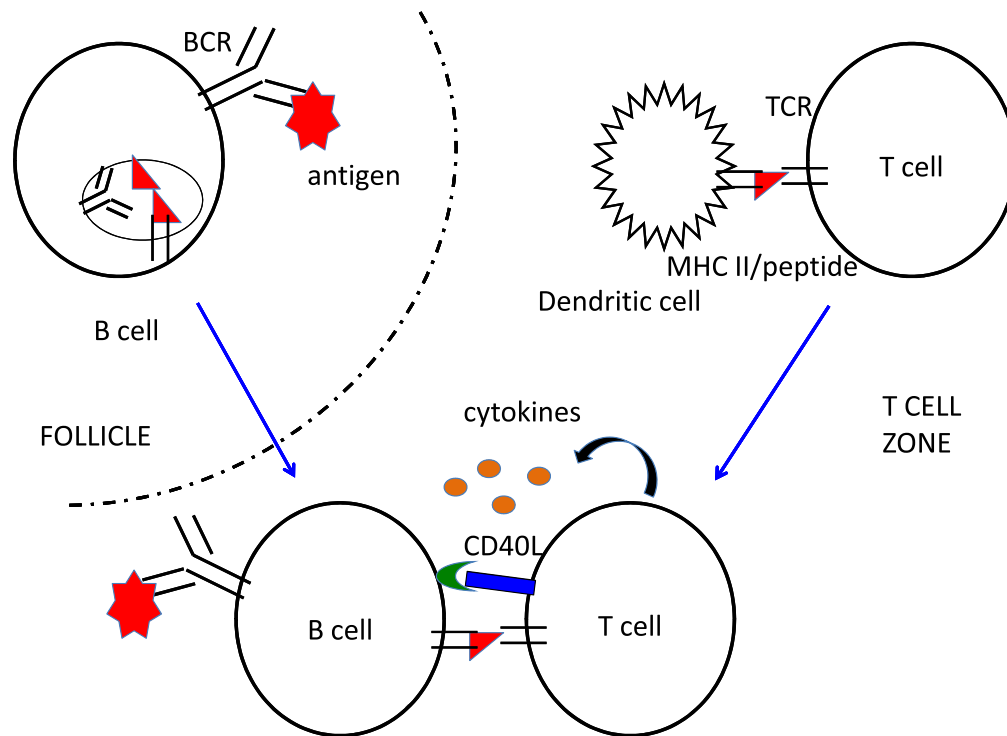 BCR
antigen
B cell
FOLLICLE
TCR
T cell
MHC II/peptide
Dendritic cell
T CELL
ZONE
cytokines
CD40L
B cell
T cell